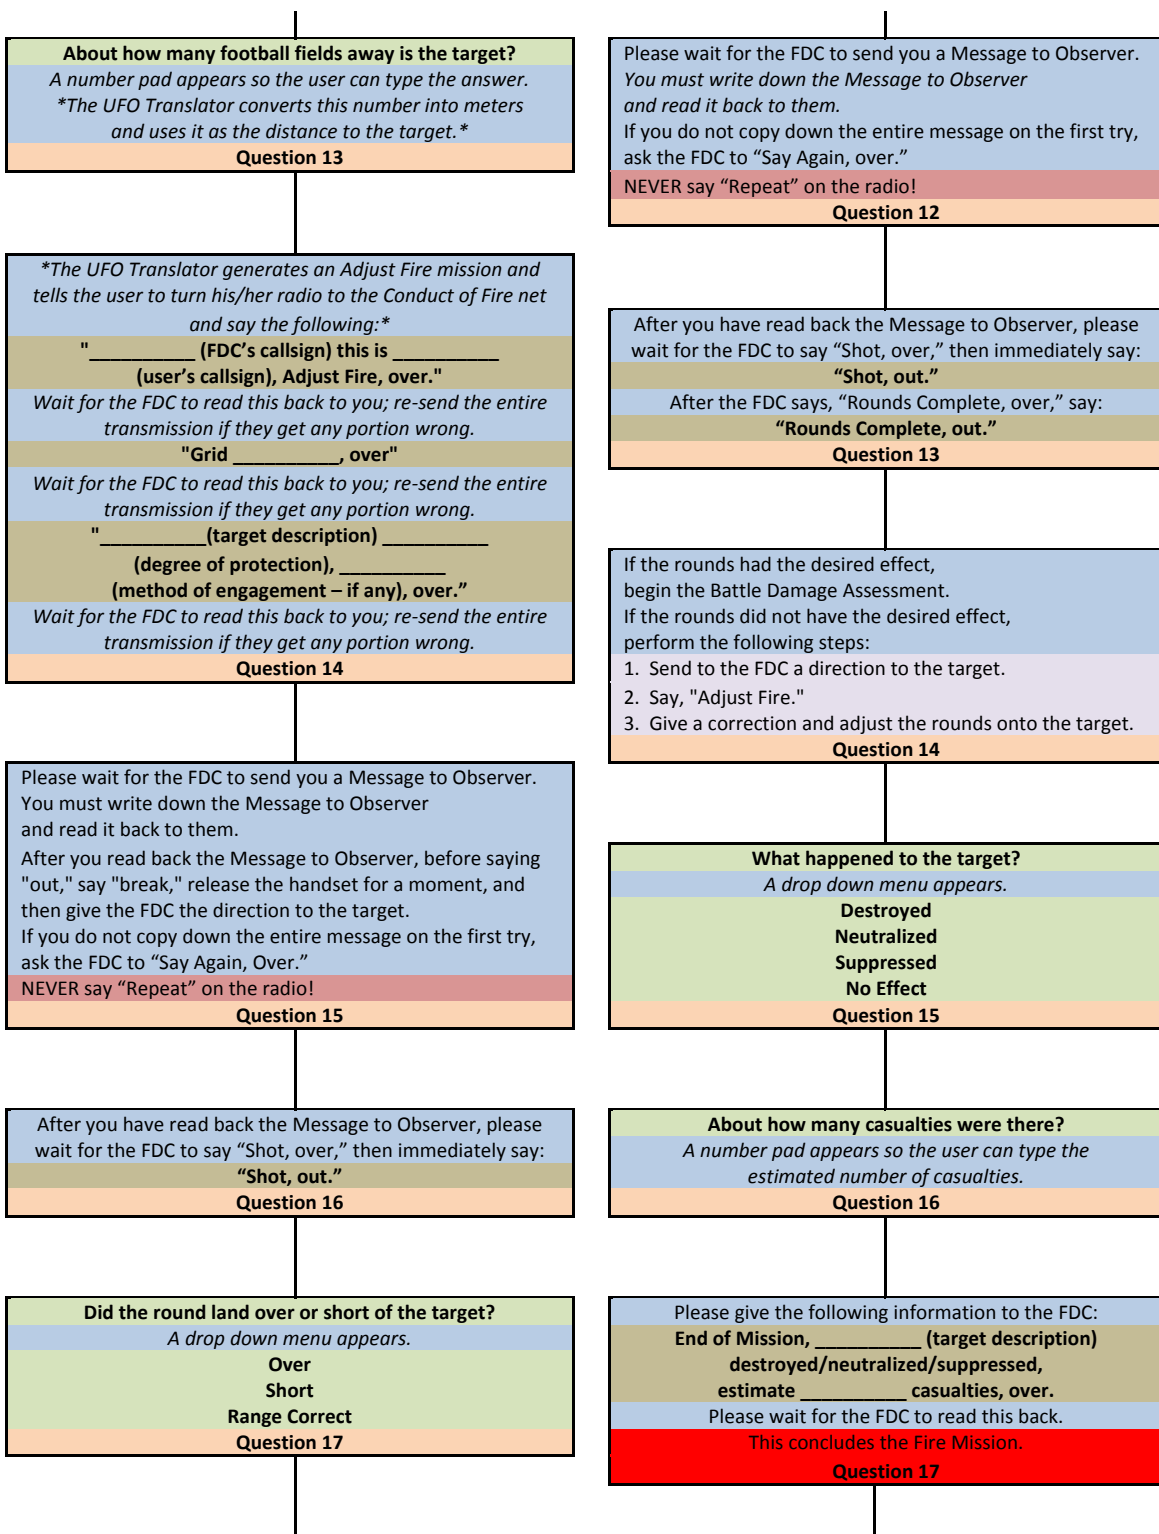 About how many football fields away is the target?
A number pad appears so the user can type the answer.
*The UFO Translator converts this number into meters
and uses it as the distance to the target.*
Question 13
*The UFO Translator generates an Adjust Fire mission and
tells the user to turn his/her radio to the Conduct of Fire net
and say the following:*
"__________ (FDC's callsign) this is __________
(user's callsign), Adjust Fire, over."
Wait for the FDC to read this back to you; re-send the entire
transmission if they get any portion wrong.
"Grid __________, over"
Wait for the FDC to read this back to you; re-send the entire
transmission if they get any portion wrong.
"__________(target description) __________
(degree of protection), __________
(method of engagement – if any), over.”
Wait for the FDC to read this back to you; re-send the entire
transmission if they get any portion wrong.
Question 14
Please wait for the FDC to send you a Message to Observer.
You must write down the Message to Observer
and read it back to them.
After you read back the Message to Observer, before saying
"out," say "break," release the handset for a moment, and
then give the FDC the direction to the target.
If you do not copy down the entire message on the first try,
ask the FDC to “Say Again, Over.”
NEVER say “Repeat” on the radio!
Question 15
After you have read back the Message to Observer, please
wait for the FDC to say “Shot, over,” then immediately say:
“Shot, out.”
Question 16
Did the round land over or short of the target?
A drop down menu appears.
Over
Short
Range Correct
Question 17
Please wait for the FDC to send you a Message to Observer.
You must write down the Message to Observer
and read it back to them.
If you do not copy down the entire message on the first try,
ask the FDC to “Say Again, over.”
NEVER say “Repeat” on the radio!
Question 12
After you have read back the Message to Observer, please
wait for the FDC to say “Shot, over,” then immediately say:
“Shot, out.”
After the FDC says, “Rounds Complete, over,” say:
“Rounds Complete, out.”
Question 13
If the rounds had the desired effect,
begin the Battle Damage Assessment.
If the rounds did not have the desired effect,
perform the following steps:
1. Send to the FDC a direction to the target.
2. Say, "Adjust Fire."
3. Give a correction and adjust the rounds onto the target.
Question 14
What happened to the target?
A drop down menu appears.
Destroyed
Neutralized
Suppressed
No Effect
Question 15
About how many casualties were there?
A number pad appears so the user can type the
estimated number of casualties.
Question 16
Please give the following information to the FDC:
End of Mission, __________ (target description)
destroyed/neutralized/suppressed,
estimate __________ casualties, over.
Please wait for the FDC to read this back.
This concludes the Fire Mission.
Question 17